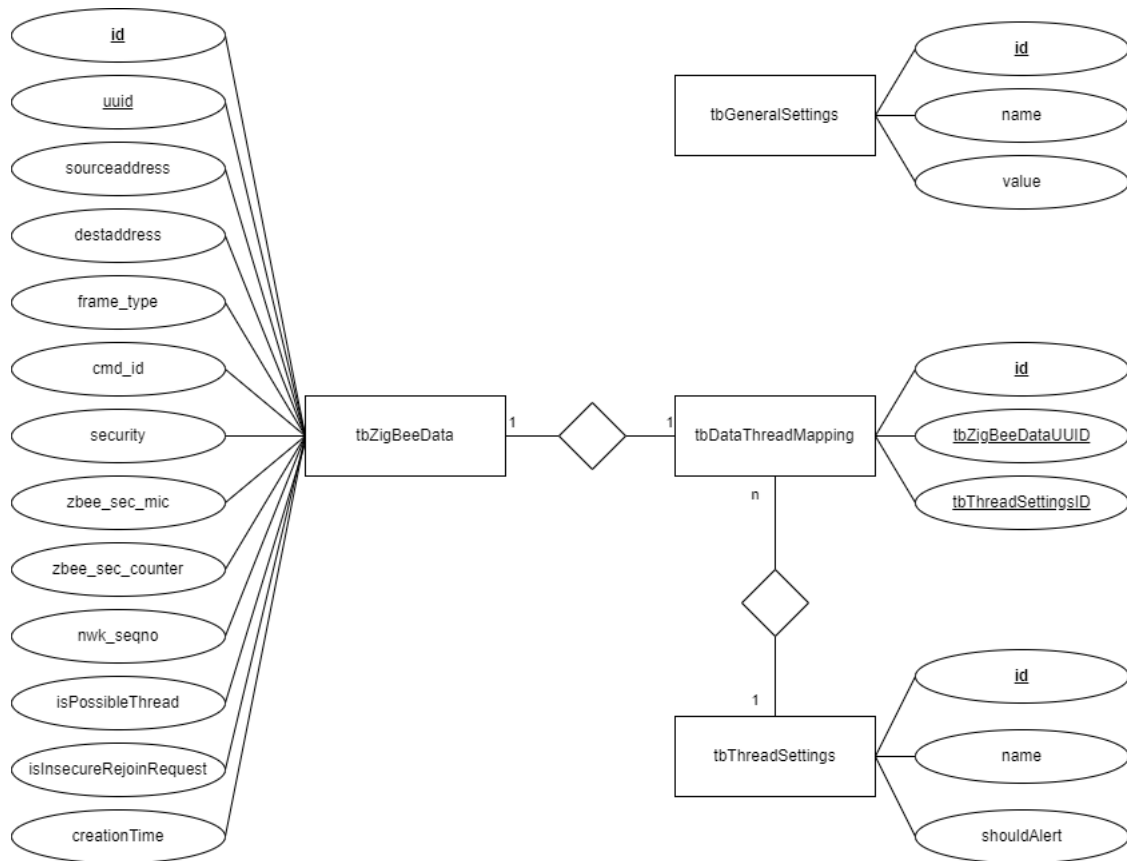 id
uuid
sourceaddress
destaddress
frame_type
cmd_id
security
zbee_sec_mic
zbee_sec_counter
nwk_seqno
isPossibleThread
isInsecureRejoinRequest
creationTime
tbZigBeeData
1
1
tbGeneralSettings
id
name
value
tbDataThreadMapping
id
tbZigBeeDataUUID
tbThreadSettingsID
n
1
tbThreadSettings
id
name
shouldAlert